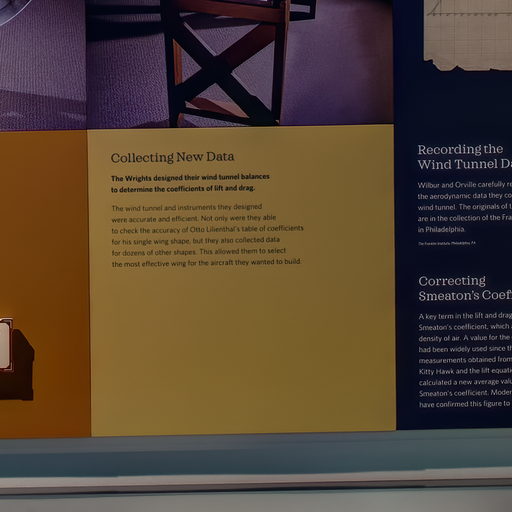 Collecting New Data
The Wrights designed their wind tunnel balances
to determine the coefficients of lift and drag.
The wind tunnel and instruments they designed
were accurate and efficient. Not only were they able
to check the accuracy of Otto Lilienthal's table of coefficients
for his single wing shape, but they also collected data
for dozens of other shapes. This allowed them to select
the most effective wing for the aircraft they wanted to build.
Recording the
Wind Tunnel D
Wilbur and Orville carefully
the aerodynamic data they
wind tunnel. The originals of
are in the collection of the
in Philadelphia.
The Franklin Institute, Philadelphia, PA
Correcting
Smeaton's
A key term in the lift and drag
Smeaton's coefficient, which
density of air. A value for the
had been widely used since
measurements obtained from
Kitty Hawk and the lift
calculated a new average
Smeaton's coefficient.
have confirmed this figure to